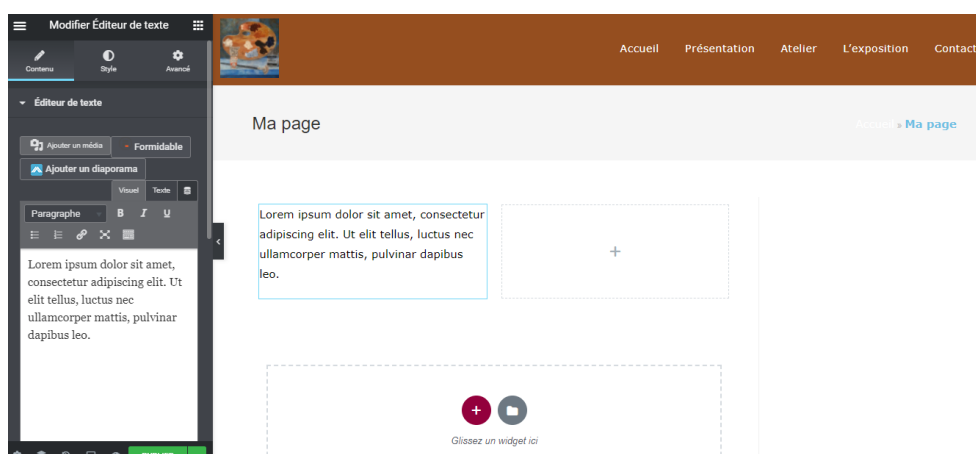 Modifier Éditeur de texte
Contenu
Style
Avancé
Éditeur de texte
Ajouter un média
Formidable
Ajouter un diaporama
Visuel
Texte
Paragraphe
B I U
Lorem ipsum dolor sit amet,
consectetur adipiscing elit. Ut
elit tellus, luctus nec
ullamcorper mattis, pulvinar
dapibus leo.
Accueil Présentation Atelier L'exposition Contact
Ma page
Accueil » Ma page
Lorem ipsum dolor sit amet, consectetur
adipiscing elit. Ut elit tellus, luctus nec
ullamcorper mattis, pulvinar dapibus
leo.
Glissez un widget ici